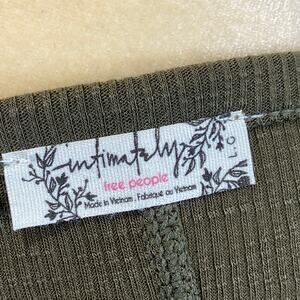 intimately
free people
Made in Vietnam . Fabriqué au Vietnam
L-G